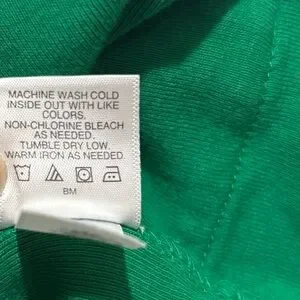 MACHINE WASH COLD
INSIDE OUT WITH LIKE
COLORS.
NON-CHLORINE BLEACH
AS NEEDED.
TUMBLE DRY LOW.
WARM IRON AS NEEDED.
BM